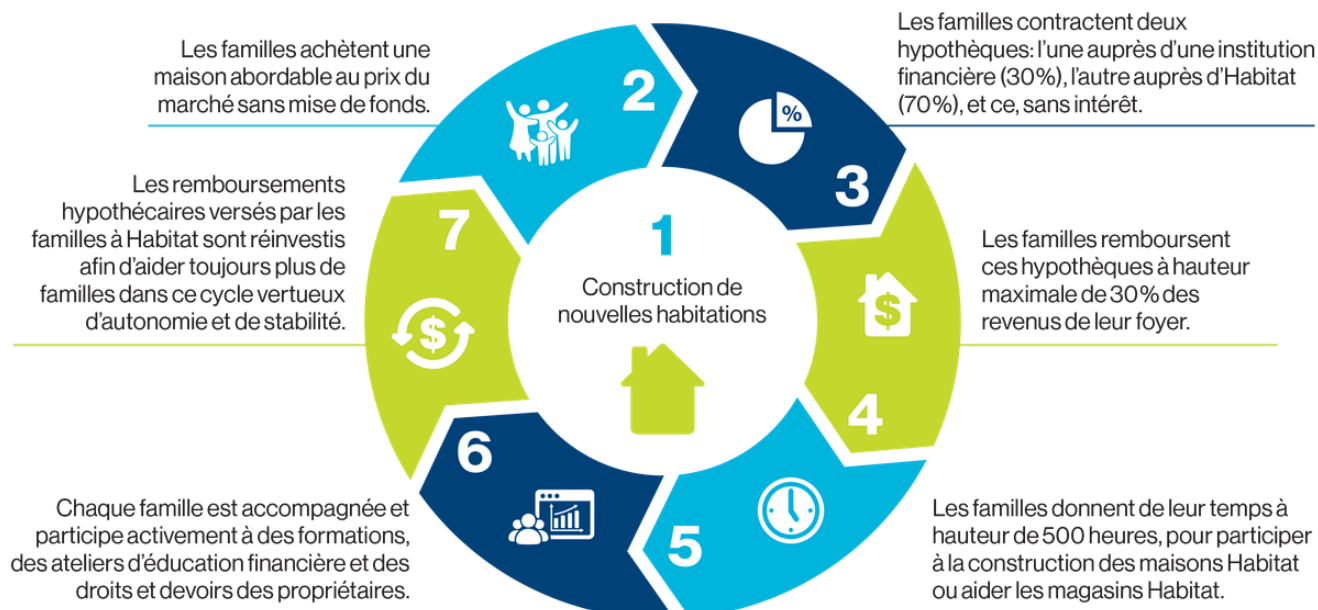 1
Construction de
nouvelles habitations
2
Les familles achètent une
maison abordable au prix du
marché sans mise de fonds.
3
%
Les familles contractent deux
hypothèques: l'une auprès d'une institution
financière (30%), l'autre auprès d'Habitat
(70%), et ce, sans intérêt.
4
$
Les familles remboursent
ces hypothèques à hauteur
maximale de 30% des
revenus de leur foyer.
5
Les familles donnent de leur temps à
hauteur de 500 heures, pour participer
à la construction des maisons Habitat
ou aider les magasins Habitat.
6
Chaque famille est accompagnée et
participe activement à des formations,
des ateliers d'éducation financière et des
droits et devoirs des propriétaires.
7
$
Les remboursements
hypothécaires versés par les
familles à Habitat sont réinvestis
afin d'aider toujours plus de
familles dans ce cycle vertueux
d'autonomie et de stabilité.